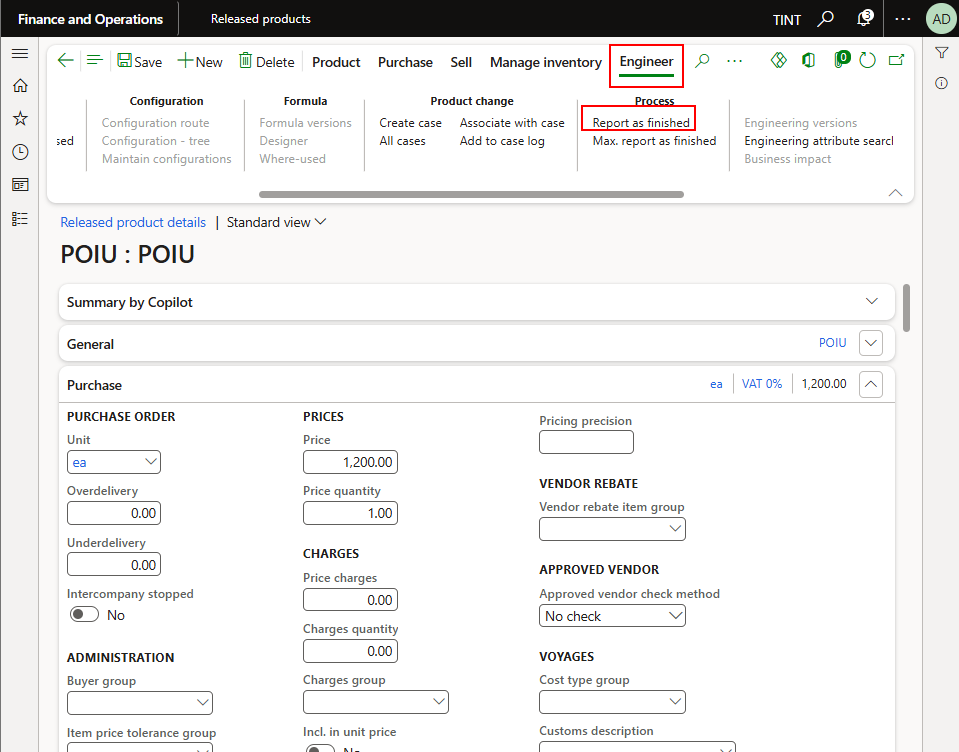 Finance and Operations
Released products
TINT
3
AD
Save
New
Delete
Product
Purchase
Sell
Manage inventory
Engineer
0
sed
Configuration
Configuration route
Configuration - tree
Maintain configurations
Formula
Formula versions
Designer
Where-used
Product change
Create case
Associate with case
All cases
Add to case log
Process
Report as finished
Max. report as finished
Engineering versions
Engineering attribute searcl
Business impact
Released product details | Standard view
POIU : POIU
Summary by Copilot
General
POIU
Purchase
ea
VAT 0%
1,200.00
PURCHASE ORDER
Unit
ea
Overdelivery
0.00
Underdelivery
0.00
Intercompany stopped
No
ADMINISTRATION
Buyer group
Item price tolerance group
PRICES
Price
1,200.00
Price quantity
1.00
CHARGES
Price charges
0.00
Charges quantity
0.00
Charges group
Incl. in unit price
No
Pricing precision
VENDOR REBATE
Vendor rebate item group
APPROVED VENDOR
Approved vendor check method
No check
VOYAGES
Cost type group
Customs description